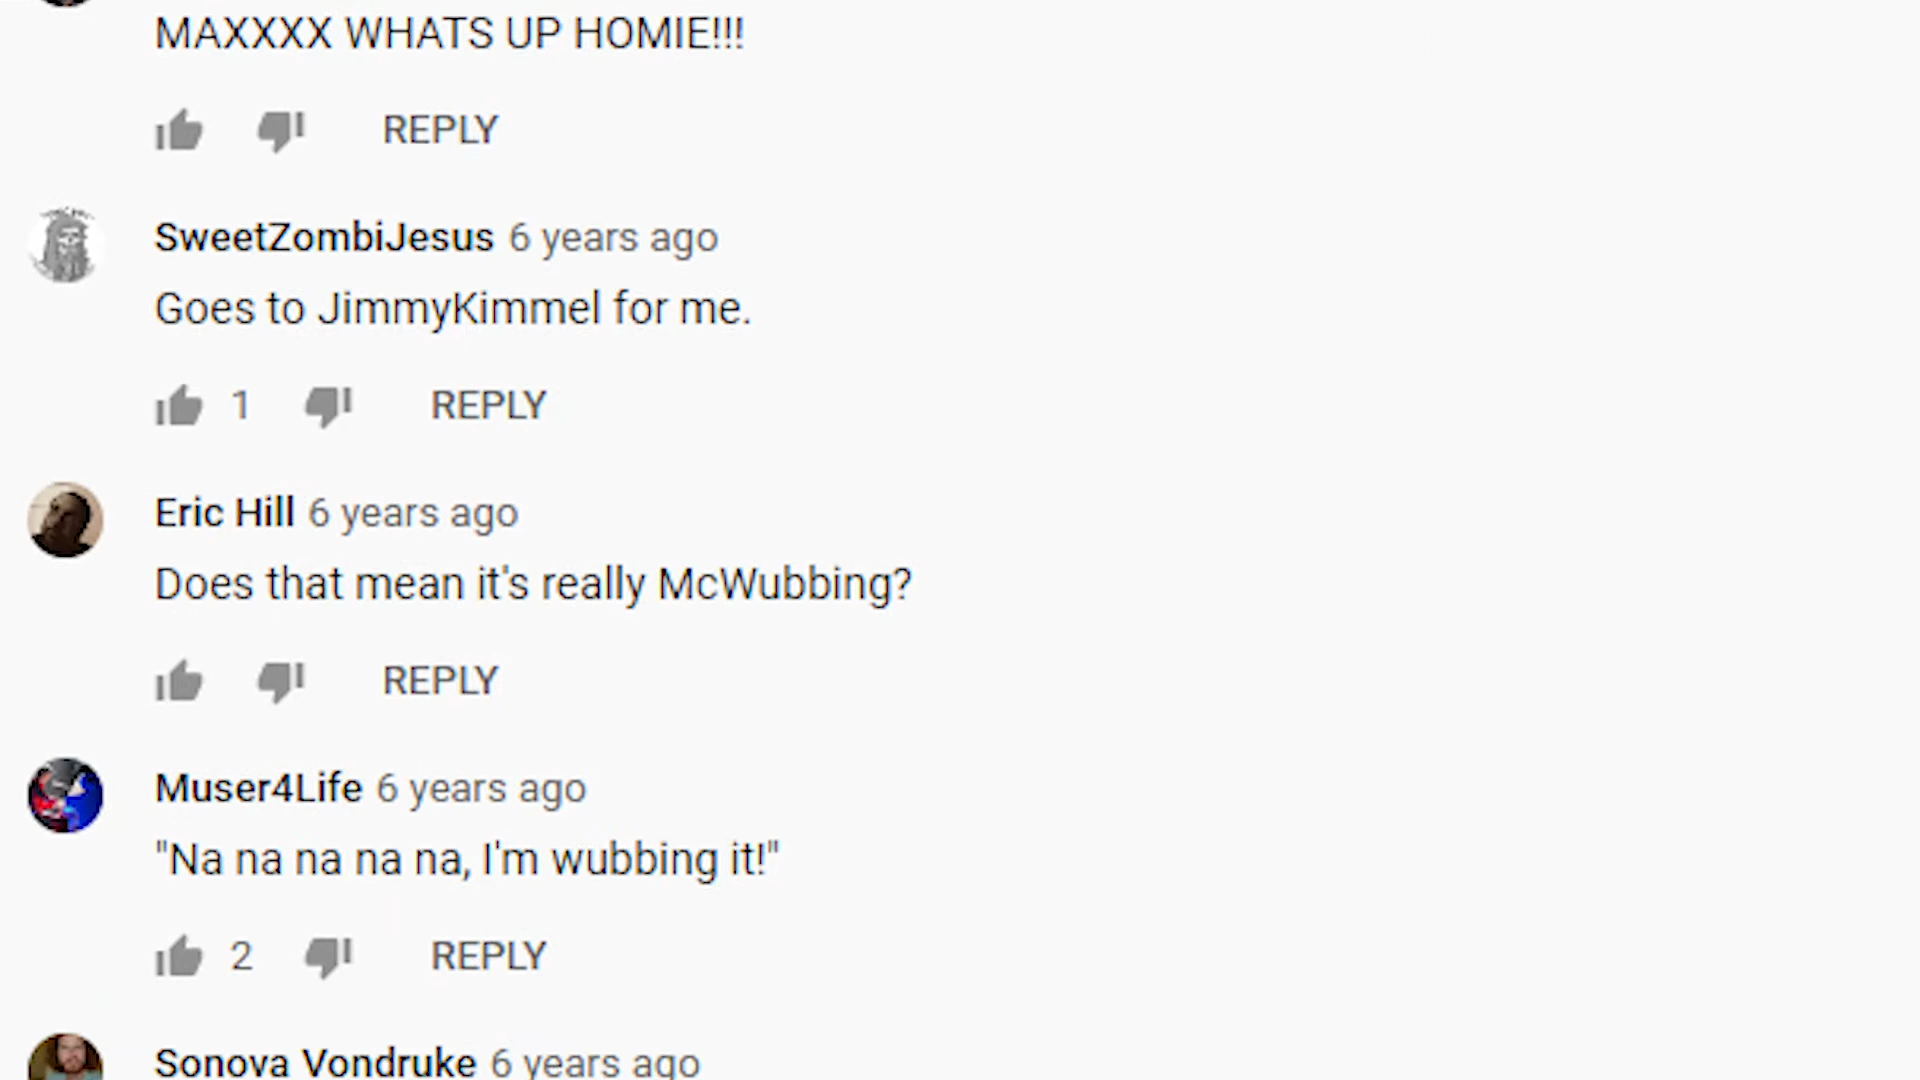 MAXXXX WHATS UP HOMIE!!!
REPLY
SweetZombiJesus 6 years ago
Goes to JimmyKimmel for me.
1 REPLY
Eric Hill 6 years ago
Does that mean it's really McWubbing?
REPLY
Muser4Life 6 years ago
"Na na na na na, I'm wubbing it!"
2 REPLY
Sonova Vondruke 6 years ago